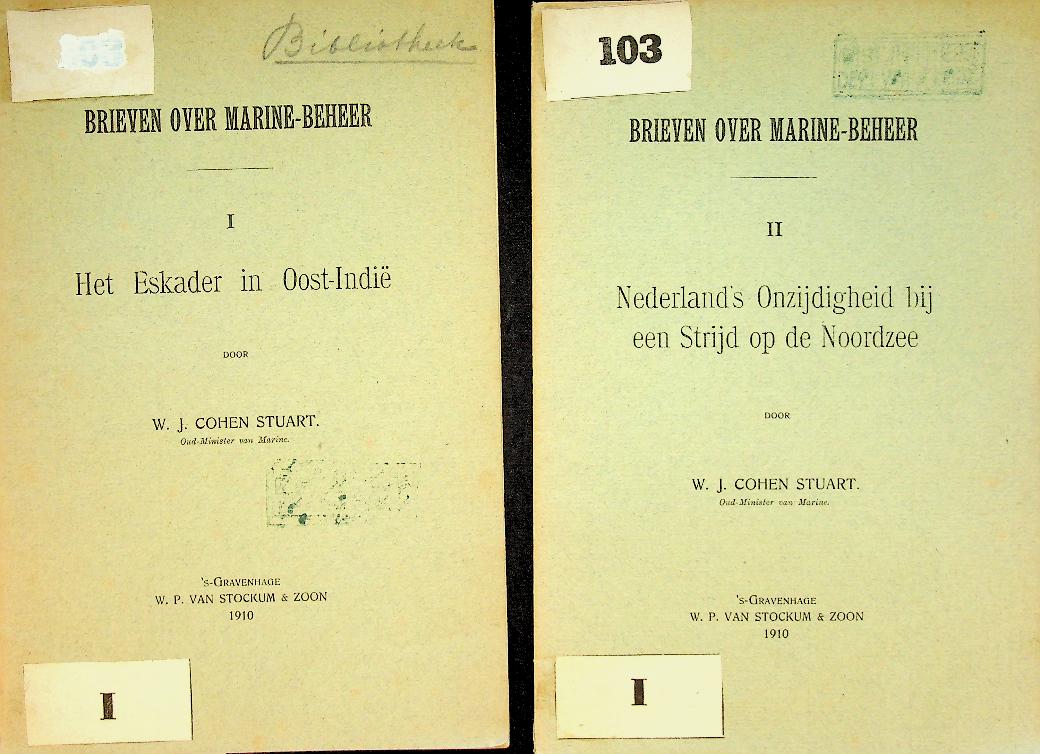 Bibliotheek
BRIEVEN OVER MARINE-BEHEER
I
Het Eskader in Oost-Indië
DOOR
W. J. COHEN STUART.
Oud-Minister van Marine.
's-GRAVENHAGE
W. P. VAN STOCKUM & ZOON
1910
I
103
BRIEVEN OVER MARINE-BEHEER
II
Nederland's Onzijdigheid bij
een Strijd op de Noordzee
DOOR
W. J. COHEN STUART.
Oud-Minister van Marine.
's-GRAVENHAGE
W. P. VAN STOCKUM & ZOON
1910
I